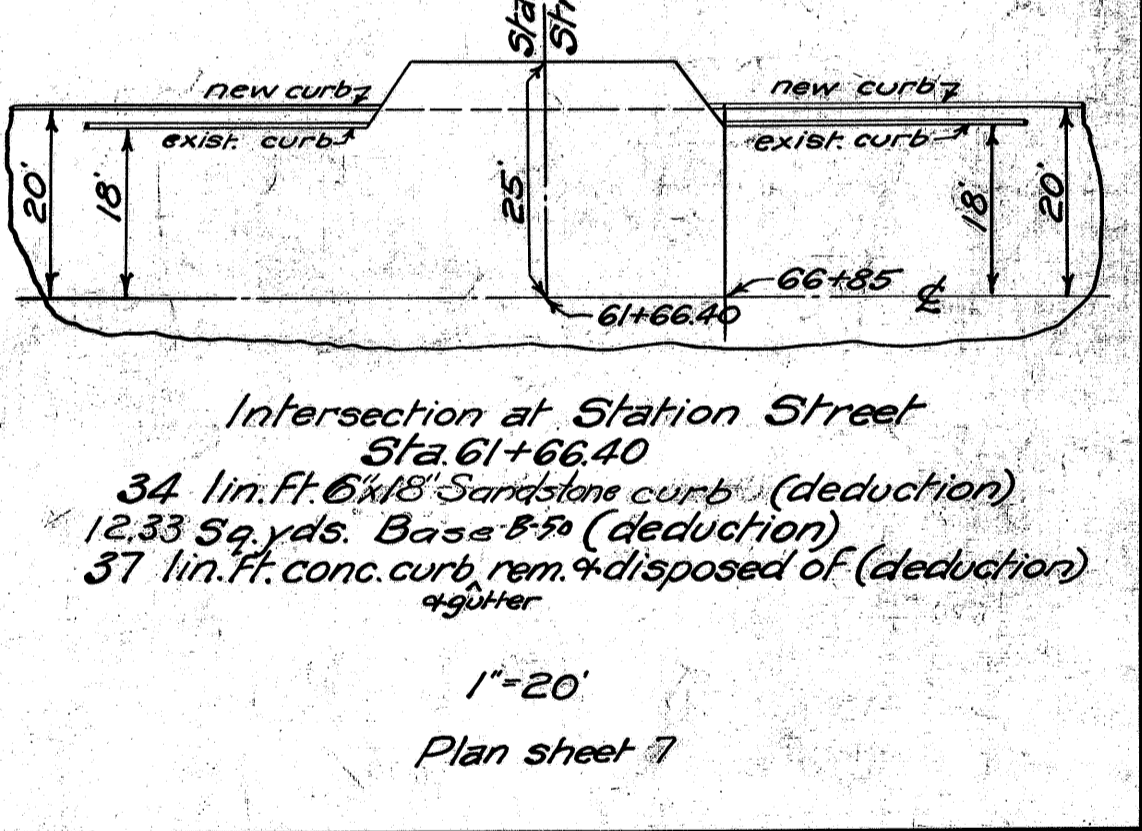 Sta
Str
new curb
new curb
exist. curb
exist. curb
20'
18'
25'
18'
20'
66+85
℄
61+66.40
Intersection at Station Street
Sta. 61+66.40
34 lin. ft. 6"x18" Sandstone curb (deduction)
12.33 Sq. yds. Base B-50 (deduction)
37 lin. ft. conc. curb ^ rem. & disposed of (deduction)
& gutter
1"=20'
Plan sheet 7